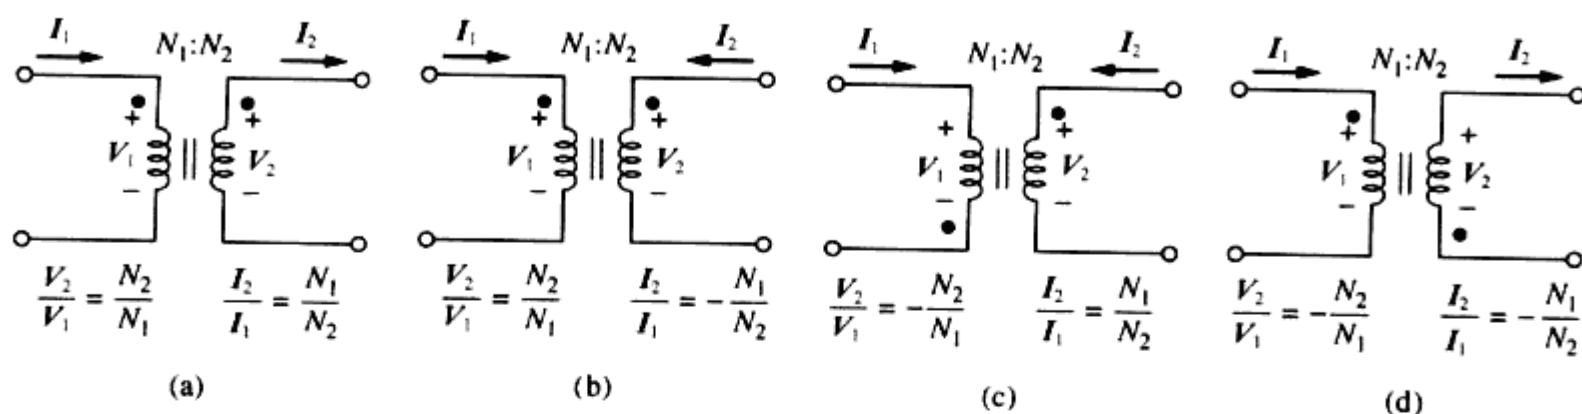 I₁ N₁:N₂ I₂
+ +
V₁ V₂
− −
V₂/V₁ = N₂/N₁ I₂/I₁ = N₁/N₂
(a)
I₁ N₁:N₂ I₂
+ +
V₁ V₂
− −
V₂/V₁ = N₂/N₁ I₂/I₁ = -N₁/N₂
(b)
I₁ N₁:N₂ I₂
+ +
V₁ V₂
− −
V₂/V₁ = -N₂/N₁ I₂/I₁ = N₁/N₂
(c)
I₁ N₁:N₂ I₂
+ +
V₁ V₂
− −
V₂/V₁ = -N₂/N₁ I₂/I₁ = -N₁/N₂
(d)